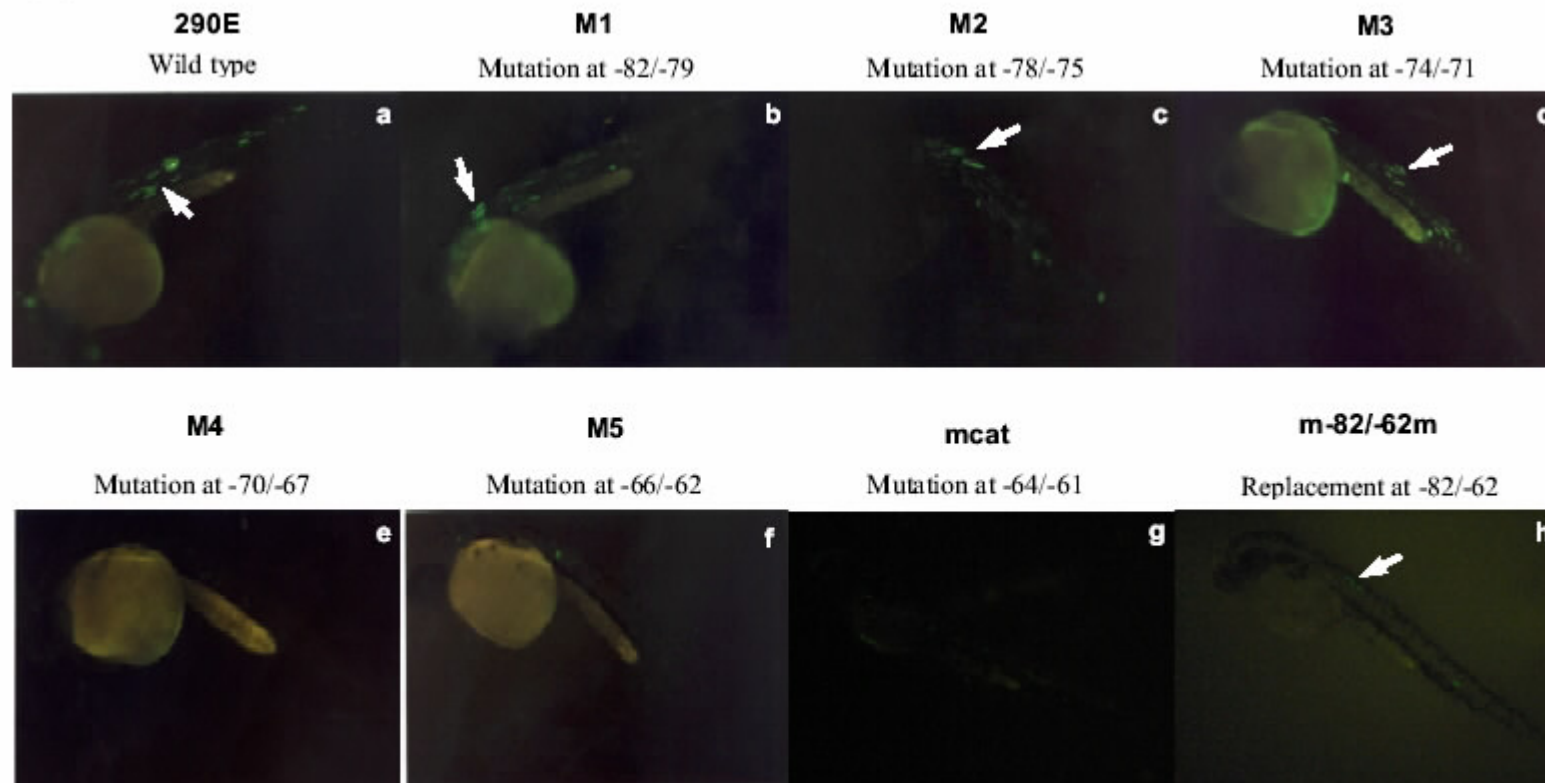 290E M1 M2 M3
Wild type Mutation at -82/-79 Mutation at -78/-75 Mutation at -74/-71
a b c d
M4 M5 mcat m-82/-62m
Mutation at -70/-67 Mutation at -66/-62 Mutation at -64/-61 Replacement at -82/-62
e f g h